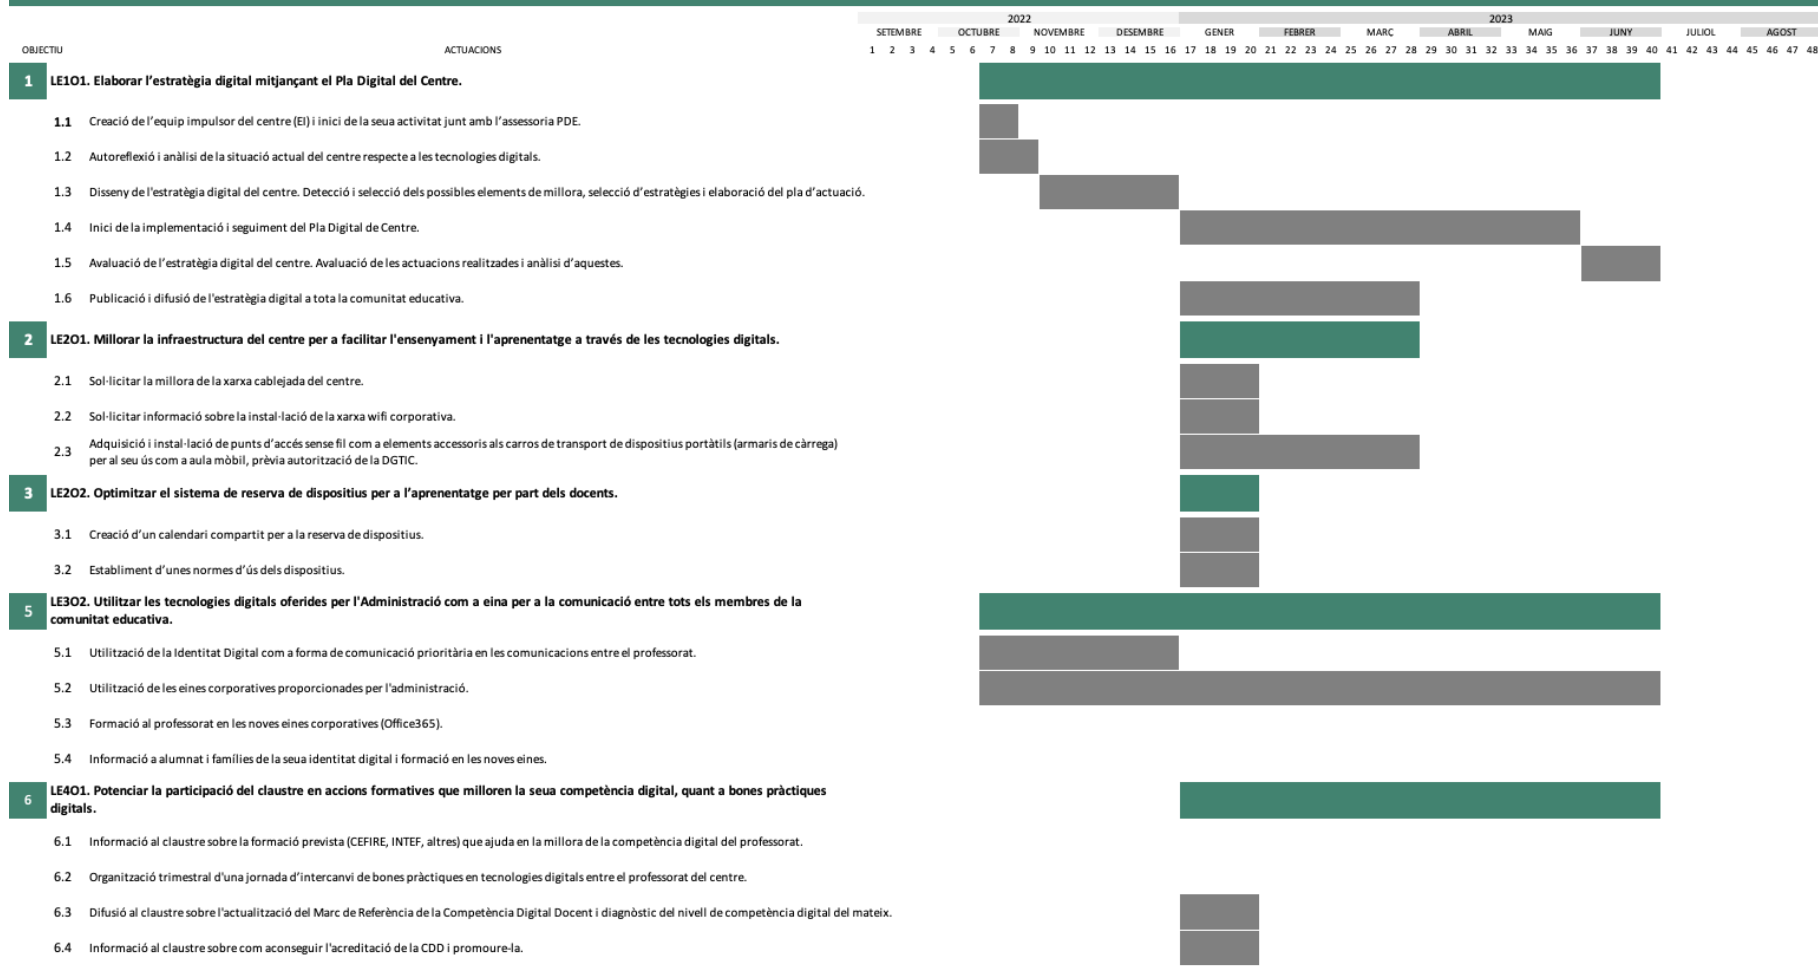 2022 2023
SETEMBRE OCTUBRE NOVEMBRE DESEMBRE GENER FEBRER MARÇ ABRIL MAIG JUNY JULIOL AGOST
OBJECTIU ACTUACIONS 1 2 3 4 5 6 7 8 9 10 11 12 13 14 15 16 17 18 19 20 21 22 23 24 25 26 27 28 29 30 31 32 33 34 35 36 37 38 39 40 41 42 43 44 45 46 47 48
1 LE1O1. Elaborar l’estratègia digital mitjançant el Pla Digital del Centre.
1.1 Creació de l’equip impulsor del centre (EI) i inici de la seua activitat junt amb l’assessoria PDE.
1.2 Autoreflexió i anàlisi de la situació actual del centre respecte a les tecnologies digitals.
1.3 Disseny de l'estratègia digital del centre. Detecció i selecció dels possibles elements de millora, selecció d’estratègies i elaboració del pla d’actuació.
1.4 Inici de la implementació i seguiment del Pla Digital de Centre.
1.5 Avaluació de l’estratègia digital del centre. Avaluació de les actuacions realitzades i anàlisi d’aquestes.
1.6 Publicació i difusió de l'estratègia digital a tota la comunitat educativa.
2 LE2O1. Millorar la infraestructura del centre per a facilitar l'ensenyament i l'aprenentatge a través de les tecnologies digitals.
2.1 Sol·licitar la millora de la xarxa cablejada del centre.
2.2 Sol·licitar informació sobre la instal·lació de la xarxa wifi corporativa.
2.3 Adquisició i instal·lació de punts d’accés sense fil com a elements accessoris als carros de transport de dispositius portàtils (armaris de càrrega)
per al seu ús com a aula mòbil, prèvia autorització de la DGTIC.
3 LE2O2. Optimitzar el sistema de reserva de dispositius per a l’aprenentatge per part dels docents.
3.1 Creació d’un calendari compartit per a la reserva de dispositius.
3.2 Establiment d’unes normes d’ús dels dispositius.
5 LE3O2. Utilitzar les tecnologies digitals oferides per l'Administració com a eina per a la comunicació entre tots els membres de la
comunitat educativa.
5.1 Utilització de la Identitat Digital com a forma de comunicació prioritària en les comunicacions entre el professorat.
5.2 Utilització de les eines corporatives proporcionades per l'administració.
5.3 Formació al professorat en les noves eines corporatives (Office365).
5.4 Informació a alumnat i famílies de la seua identitat digital i formació en les noves eines.
6 LE4O1. Potenciar la participació del claustre en accions formatives que milloren la seua competència digital, quant a bones pràctiques
digitals.
6.1 Informació al claustre sobre la formació prevista (CEFIRE, INTEF, altres) que ajuda en la millora de la competència digital del professorat.
6.2 Organització trimestral d'una jornada d’intercanvi de bones pràctiques en tecnologies digitals entre el professorat del centre.
6.3 Difusió al claustre sobre l'actualització del Marc de Referència de la Competència Digital Docent i diagnòstic del nivell de competència digital del mateix.
6.4 Informació al claustre sobre com aconseguir l'acreditació de la CDD i promoure-la.